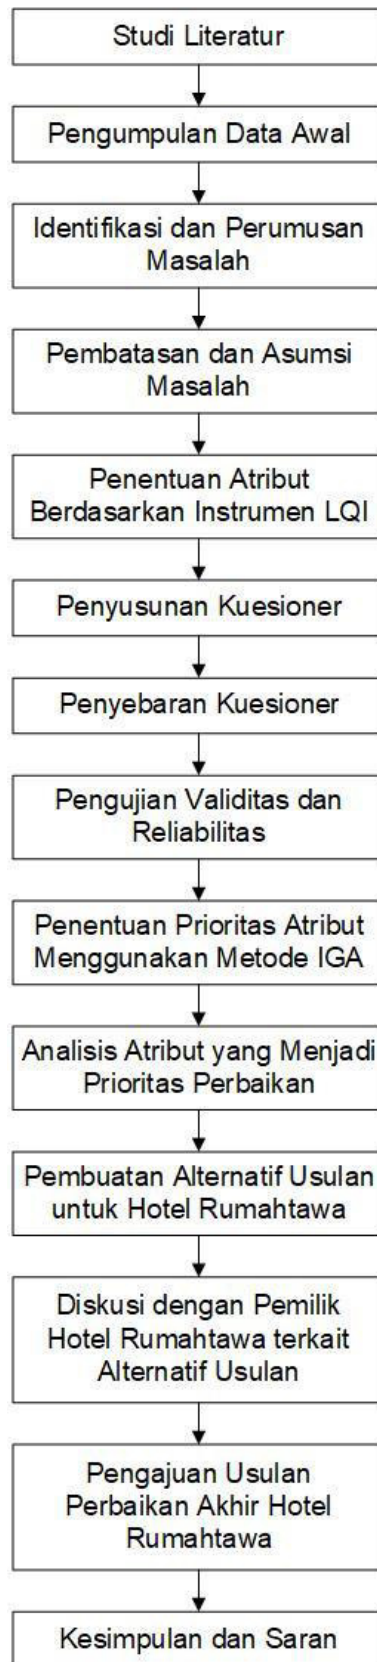 Studi Literatur
Pengumpulan Data Awal
Identifikasi dan Perumusan
Masalah
Pembatasan dan Asumsi
Masalah
Penentuan Atribut
Berdasarkan Instrumen LQI
Penyusunan Kuesioner
Penyebaran Kuesioner
Pengujian Validitas dan
Reliabilitas
Penentuan Prioritas Atribut
Menggunakan Metode IGA
Analisis Atribut yang Menjadi
Prioritas Perbaikan
Pembuatan Alternatif Usulan
untuk Hotel Rumahtawa
Diskusi dengan Pemilik
Hotel Rumahtawa terkait
Alternatif Usulan
Pengajuan Usulan
Perbaikan Akhir Hotel
Rumahtawa
Kesimpulan dan Saran